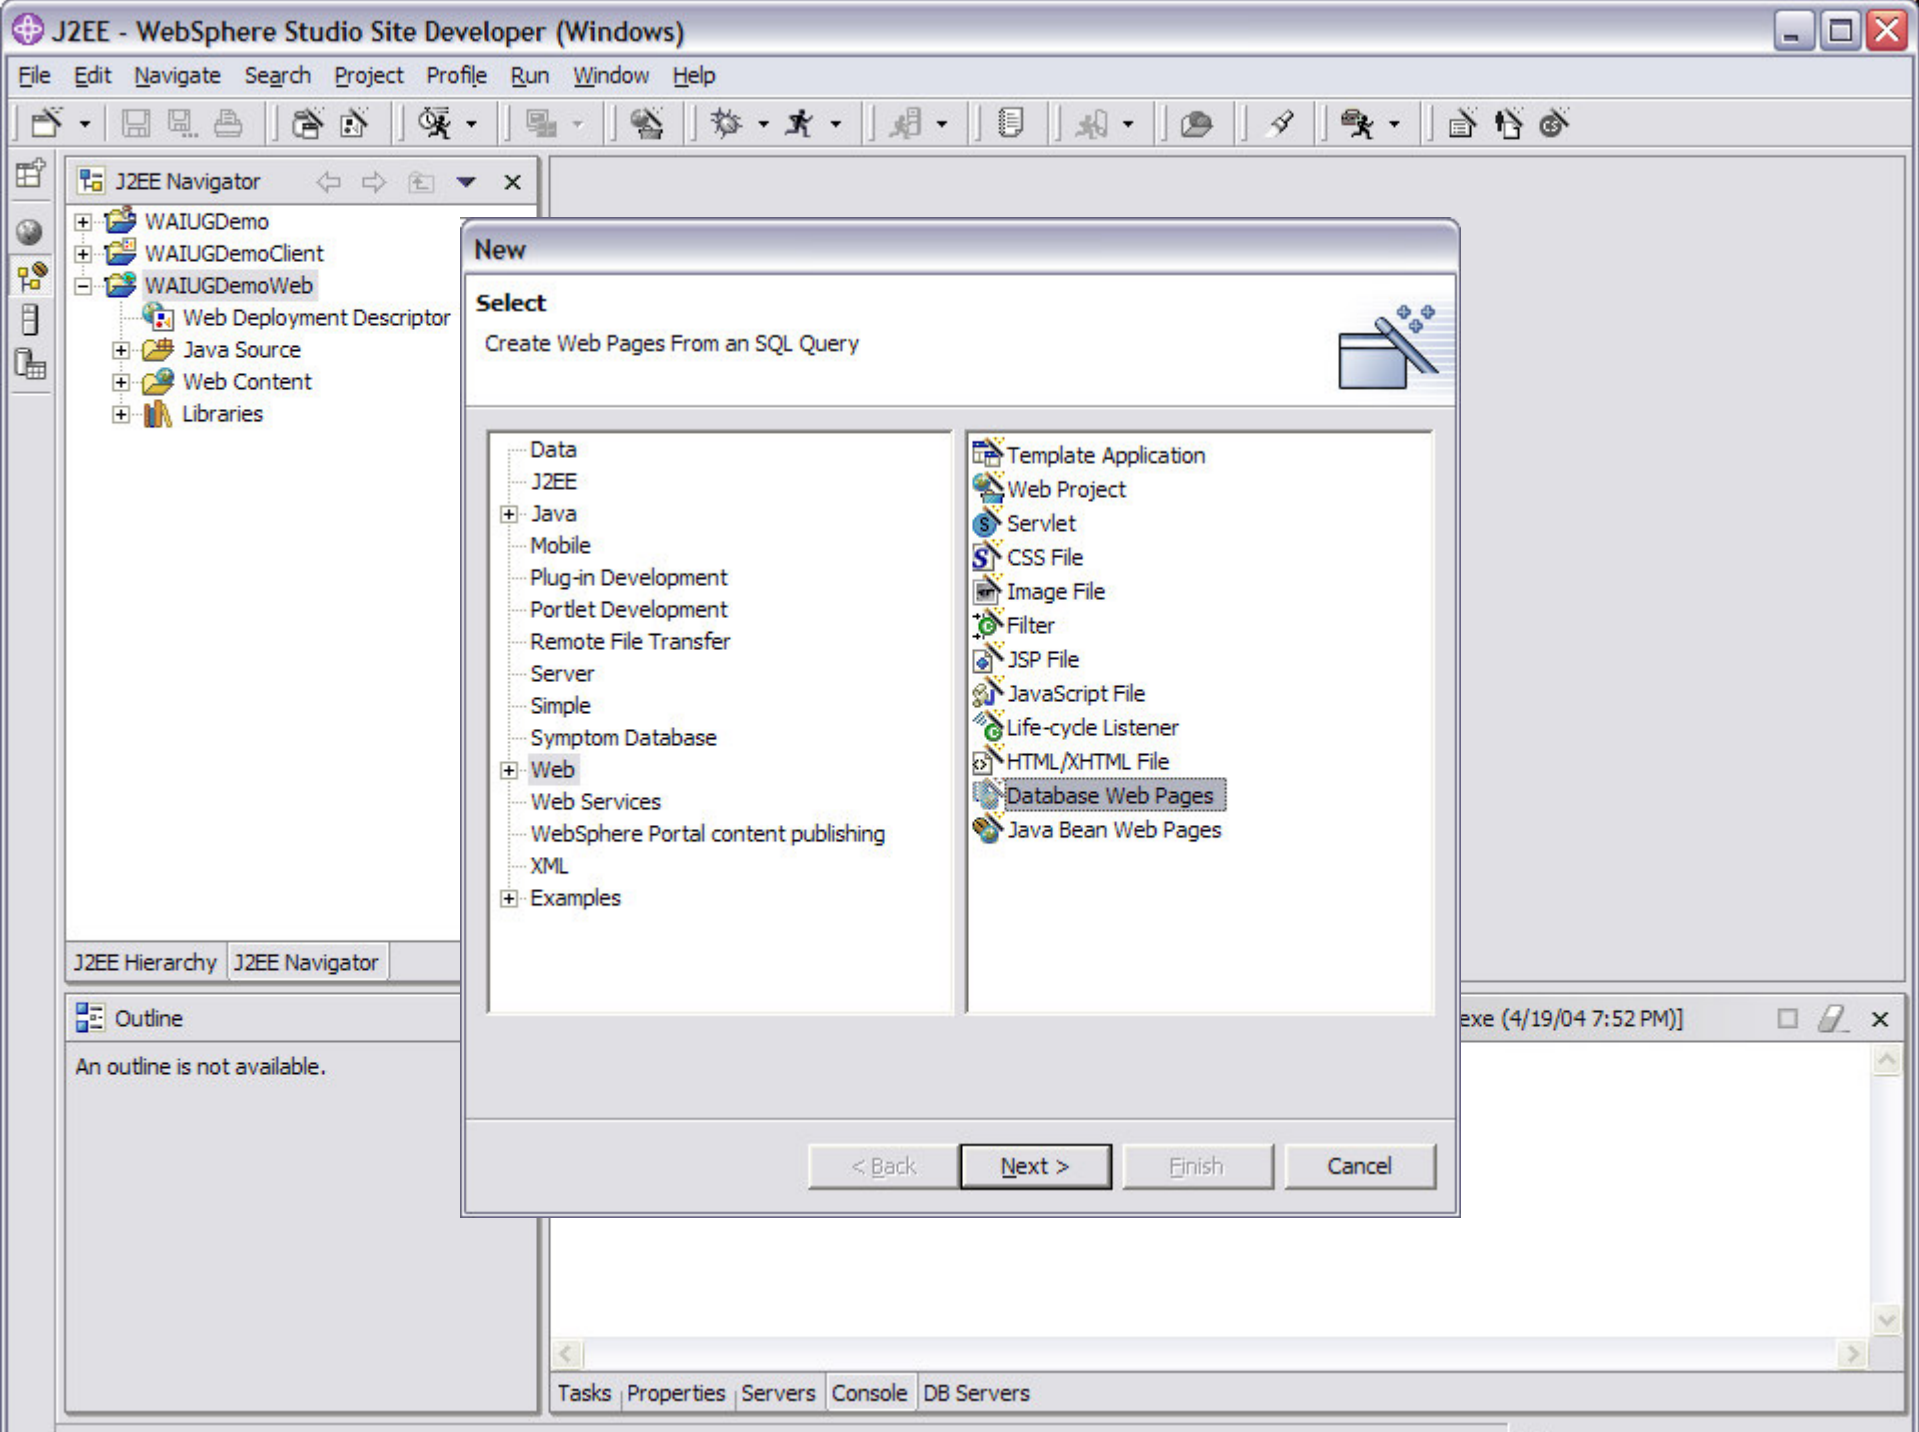 J2EE - WebSphere Studio Site Developer (Windows)
File Edit Navigate Search Project Profile Run Window Help
J2EE Navigator
WAIUGDemo
WAIUGDemoClient
WAIUGDemoWeb
Web Deployment Descriptor
Java Source
Web Content
Libraries
J2EE Hierarchy J2EE Navigator
Outline
An outline is not available.
New
Select
Create Web Pages From an SQL Query
Data
J2EE
Java
Mobile
Plug-in Development
Portlet Development
Remote File Transfer
Server
Simple
Symptom Database
Web
Web Services
WebSphere Portal content publishing
XML
Examples
Template Application
Web Project
Servlet
CSS File
Image File
Filter
JSP File
JavaScript File
Life-cycle Listener
HTML/XHTML File
Database Web Pages
Java Bean Web Pages
< Back Next > Finish Cancel
exe (4/19/04 7:52 PM)]
Tasks Properties Servers Console DB Servers